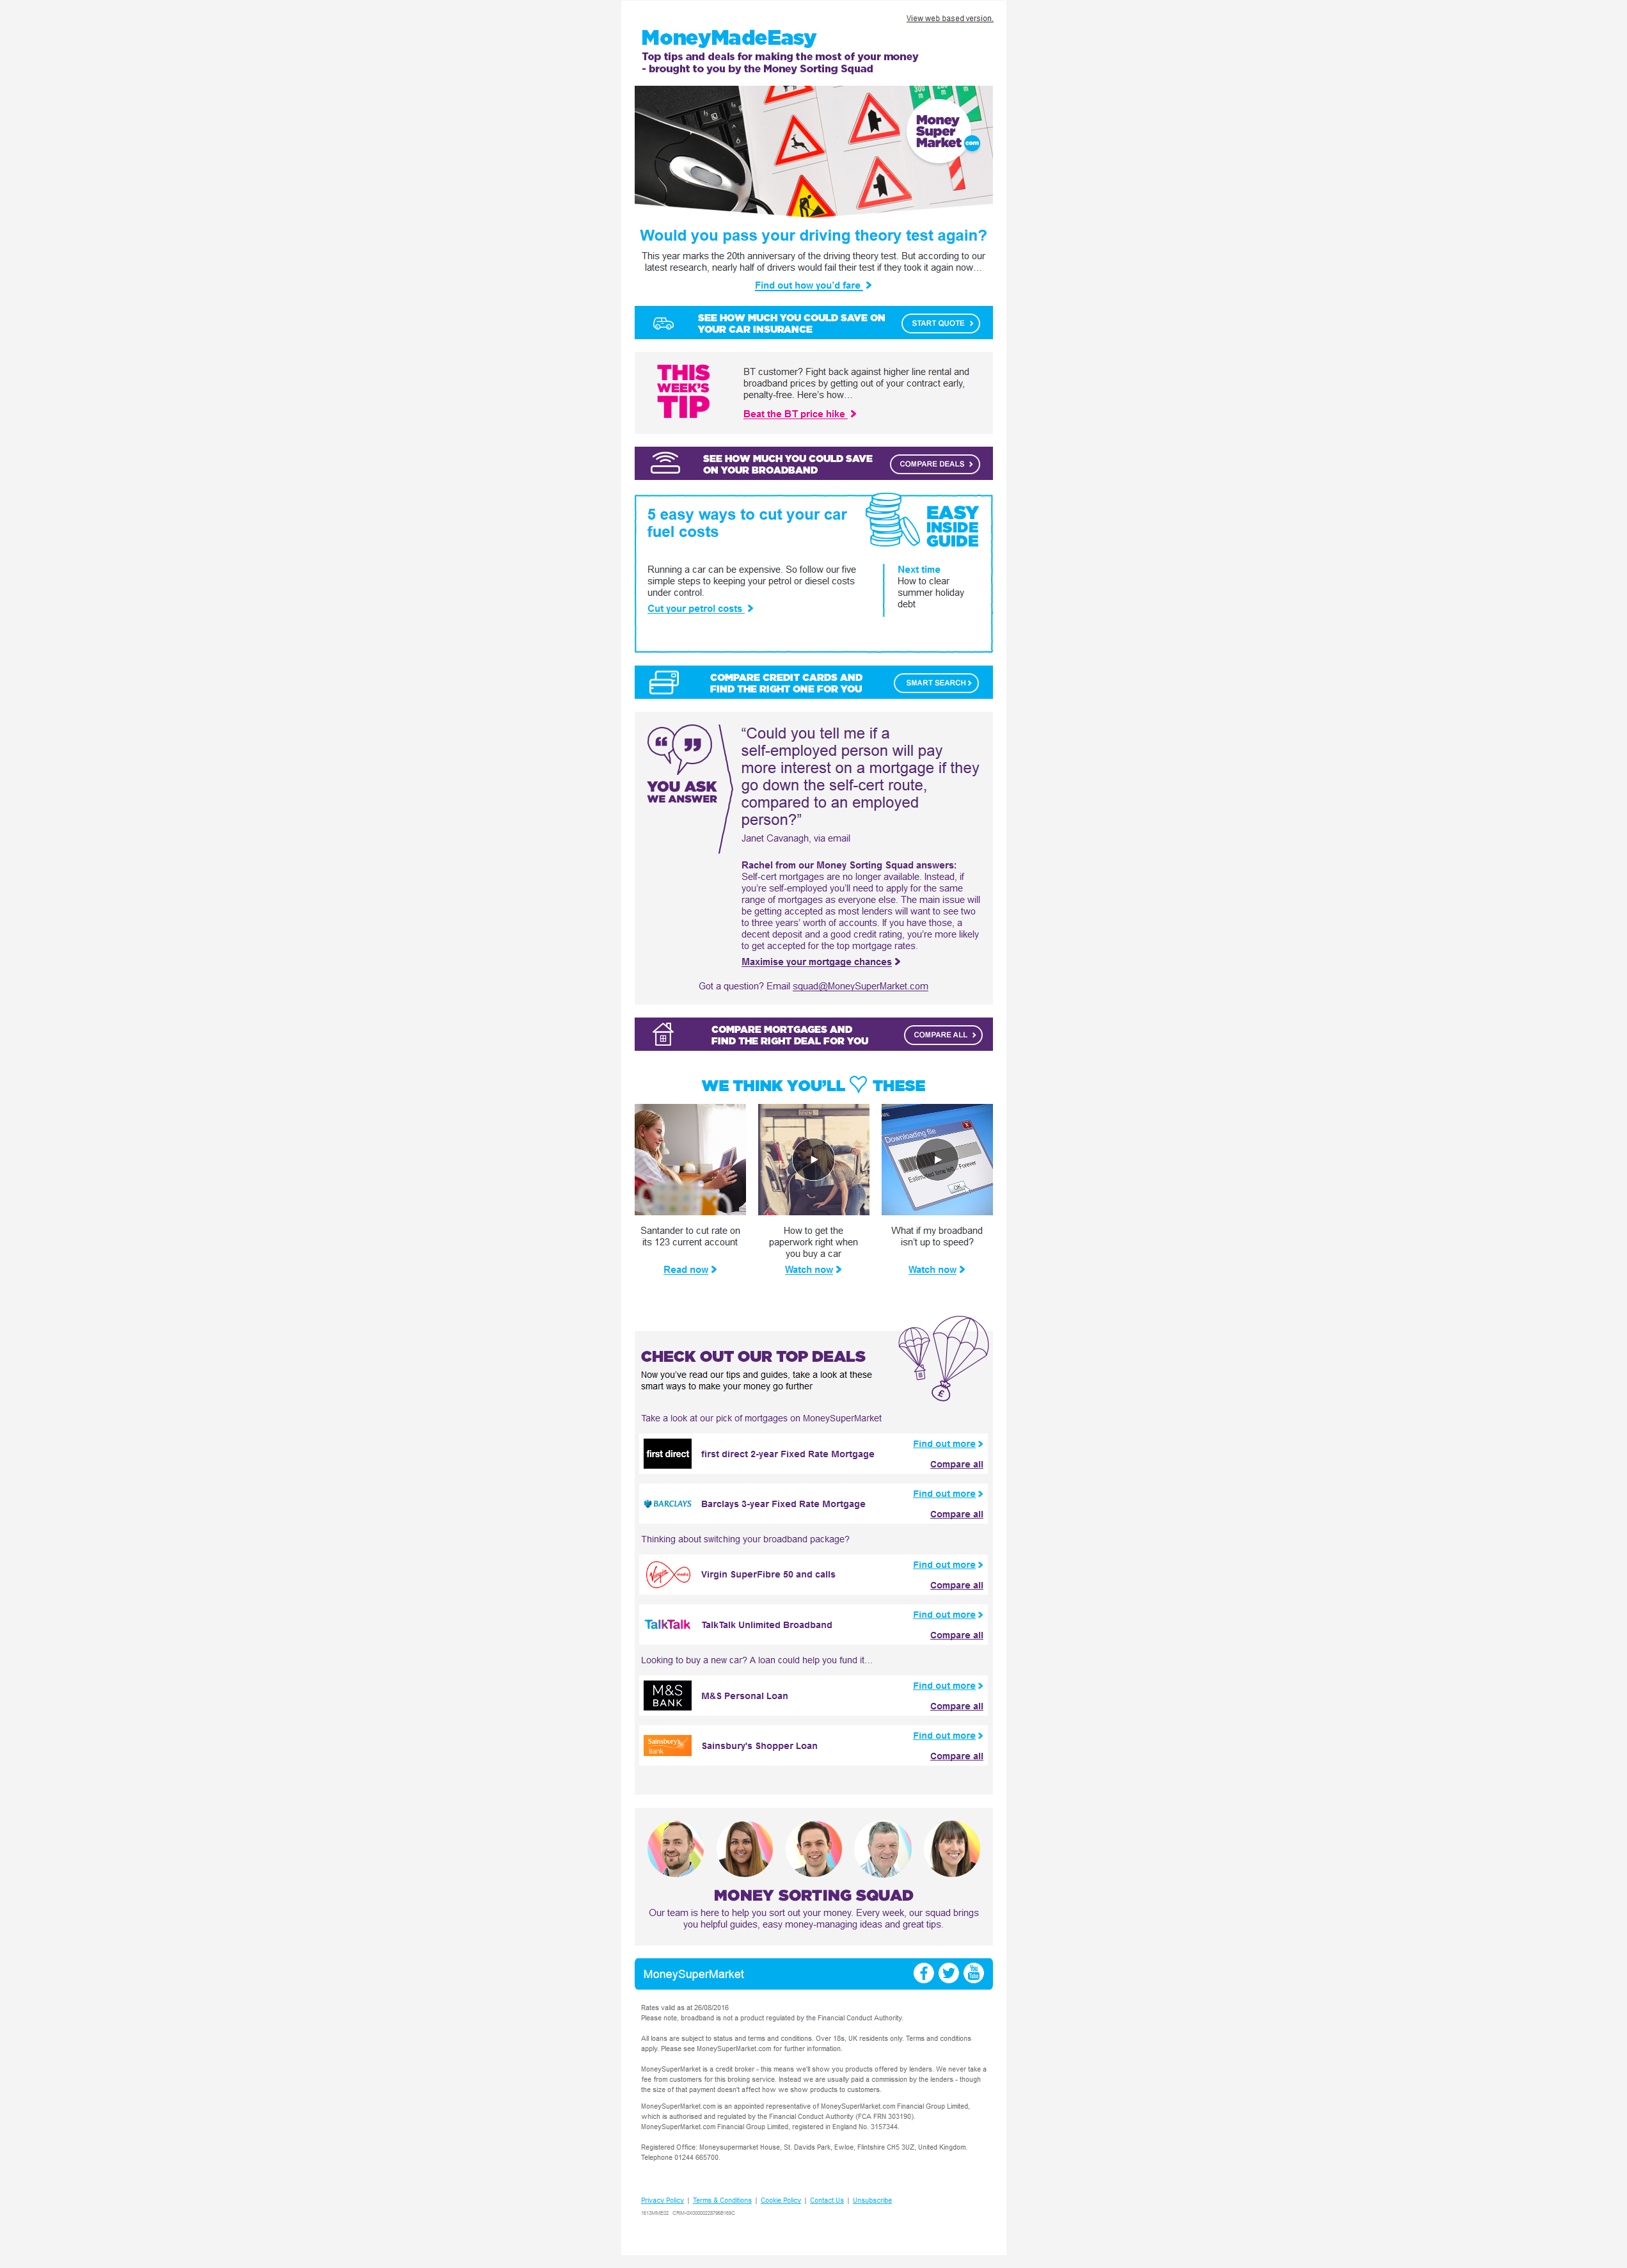 View web based version.
MoneyMadeEasy
Top tips and deals for making the most of your money
- brought to you by the Money Sorting Squad
Money
Super
Market
com
Would you pass your driving theory test again?
This year marks the 20th anniversary of the driving theory test. But according to our
latest research, nearly half of drivers would fail their test if they took it again now…
Find out how you'd fare
SEE HOW MUCH YOU COULD SAVE ON
YOUR CAR INSURANCE
START QUOTE
THIS
WEEK'S
TIP
BT customer? Fight back against higher line rental and
broadband prices by getting out of your contract early,
penalty-free. Here's how…
Beat the BT price hike
SEE HOW MUCH YOU COULD SAVE
ON YOUR BROADBAND
COMPARE DEALS
5 easy ways to cut your car
fuel costs
EASY
INSIDE
GUIDE
Running a car can be expensive. So follow our five
simple steps to keeping your petrol or diesel costs
under control.
Cut your petrol costs
Next time
How to clear
summer holiday
debt
COMPARE CREDIT CARDS AND
FIND THE RIGHT ONE FOR YOU
SMART SEARCH
YOU ASK
WE ANSWER
“Could you tell me if a
self-employed person will pay
more interest on a mortgage if they
go down the self-cert route,
compared to an employed
person?”
Janet Cavanagh, via email
Rachel from our Money Sorting Squad answers:
Self-cert mortgages are no longer available. Instead, if
you're self-employed you'll need to apply for the same
range of mortgages as everyone else. The main issue will
be getting accepted as most lenders will want to see two
to three years' worth of accounts. If you have those, a
decent deposit and a good credit rating, you're more likely
to get accepted for the top mortgage rates.
Maximise your mortgage chances
Got a question? Email squad@MoneySuperMarket.com
COMPARE MORTGAGES AND
FIND THE RIGHT DEAL FOR YOU
COMPARE ALL
WE THINK YOU'LL THESE
Downloading file
Estimated time left Forever
OK
Santander to cut rate on
its 123 current account
Read now
How to get the
paperwork right when
you buy a car
Watch now
What if my broadband
isn't up to speed?
Watch now
CHECK OUT OUR TOP DEALS
Now you've read our tips and guides, take a look at these
smart ways to make your money go further
£
Take a look at our pick of mortgages on MoneySuperMarket
first direct
first direct 2-year Fixed Rate Mortgage
Find out more
Compare all
BARCLAYS
Barclays 3-year Fixed Rate Mortgage
Find out more
Compare all
Thinking about switching your broadband package?
Virgin media
Virgin SuperFibre 50 and calls
Find out more
Compare all
TalkTalk
TalkTalk Unlimited Broadband
Find out more
Compare all
Looking to buy a new car? A loan could help you fund it…
M&S
BANK
M&S Personal Loan
Find out more
Compare all
Sainsbury's
Bank
Sainsbury's Shopper Loan
Find out more
Compare all
MONEY SORTING SQUAD
Our team is here to help you sort out your money. Every week, our squad brings
you helpful guides, easy money-managing ideas and great tips.
MoneySuperMarket
You
Tube
Rates valid as at 26/08/2016
Please note, broadband is not a product regulated by the Financial Conduct Authority.
All loans are subject to status and terms and conditions. Over 18s, UK residents only. Terms and conditions
apply. Please see MoneySuperMarket.com for further information.
MoneySuperMarket is a credit broker - this means we'll show you products offered by lenders. We never take a
fee from customers for this broking service. Instead we are usually paid a commission by the lenders - though
the size of that payment doesn't affect how we show products to customers.
MoneySuperMarket.com is an appointed representative of MoneySuperMarket.com Financial Group Limited,
which is authorised and regulated by the Financial Conduct Authority (FCA FRN 303190).
MoneySuperMarket.com Financial Group Limited, registered in England No. 3157344.
Registered Office: Moneysupermarket House, St. Davids Park, Ewloe, Flintshire CH5 3UZ, United Kingdom.
Telephone 01244 665700.
Privacy Policy | Terms & Conditions | Cookie Policy | Contact Us | Unsubscribe